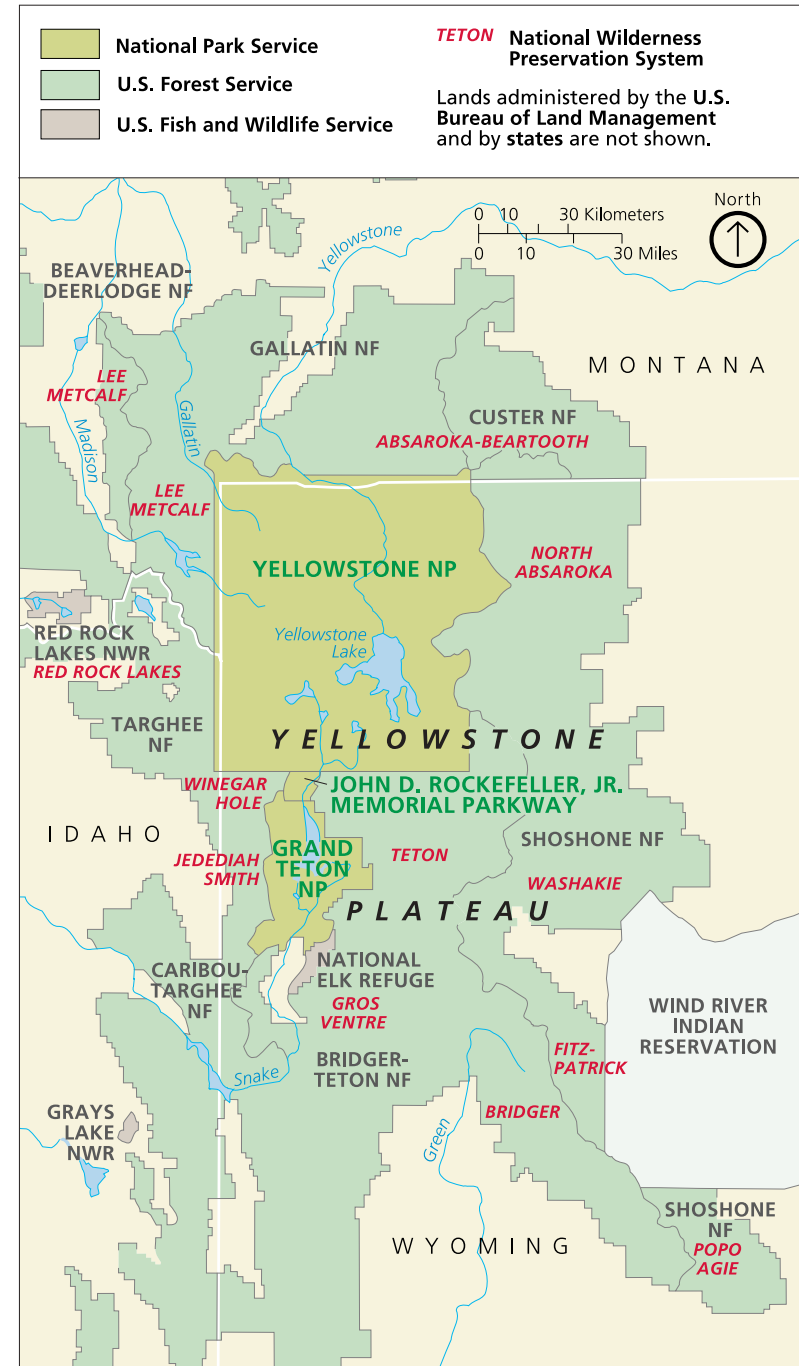 National Park Service
U.S. Forest Service
U.S. Fish and Wildlife Service
TETON National Wilderness
Preservation System
Lands administered by the U.S.
Bureau of Land Management
and by states are not shown.
North
0 10 30 Kilometers
0 10 30 Miles
Yellowstone
BEAVERHEAD-
DEERLODGE NF
GALLATIN NF
MONTANA
LEE
METCALF
Gallatin
Madison
CUSTER NF
ABSAROKA-BEARTOOTH
LEE
METCALF
YELLOWSTONE NP
NORTH
ABSAROKA
RED ROCK
LAKES NWR
RED ROCK LAKES
Yellowstone
Lake
TARGHEE
NF
YELLOWSTONE
WINEGAR
HOLE
JOHN D. ROCKEFELLER, JR.
MEMORIAL PARKWAY
IDAHO
JEDEDIAH
SMITH
GRAND
TETON
NP
TETON
SHOSHONE NF
WASHAKIE
PLATEAU
CARIBOU-
TARGHEE
NF
NATIONAL
ELK REFUGE
GROS
VENTRE
WIND RIVER
INDIAN
RESERVATION
BRIDGER-
TETON NF
Snake
FITZ-
PATRICK
BRIDGER
GRAYS
LAKE
NWR
Green
WYOMING
SHOSHONE
NF
POPO
AGIE